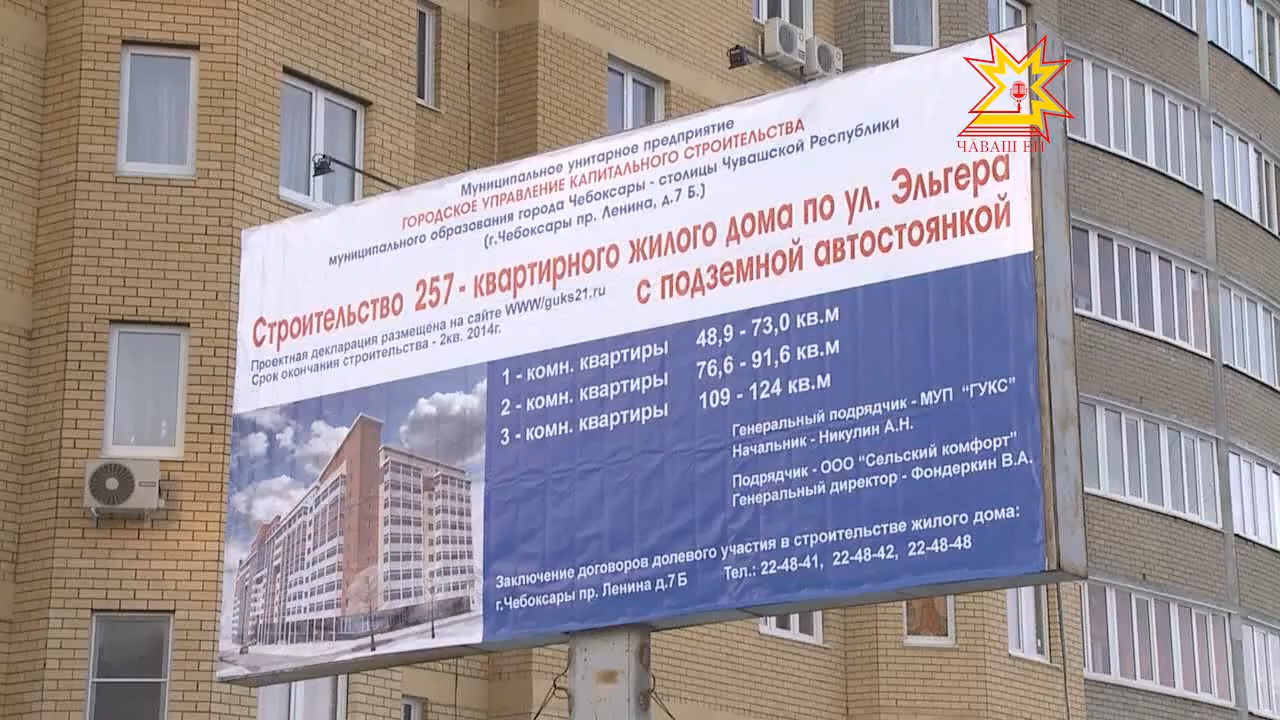 ЧӐВАШ ЕН
Муниципальное унитарное предприятие
ГОРОДСКОЕ УПРАВЛЕНИЕ КАПИТАЛЬНОГО СТРОИТЕЛЬСТВА
муниципального образования города Чебоксары - столицы Чувашской Республики
(г.Чебоксары пр. Ленина, д.7 Б.)
Строительство 257- квартирного жилого дома по ул. Эльгера
с подземной автостоянкой
Проектная декларация размещена на сайте WWW/guks21.ru
Срок окончания строительства - 2кв. 2014г.
1 - комн. квартиры 48,9 - 73,0 кв.м
2 - комн. квартиры 76,6 - 91,6 кв.м
3 - комн. квартиры 109 - 124 кв.м
Генеральный подрядчик - МУП "ГУКС"
Начальник - Никулин А.Н.
Подрядчик - ООО "Сельский комфорт"
Генеральный директор - Фондеркин В.А.
Заключение договоров долевого участия в строительстве жилого дома:
г.Чебоксары пр. Ленина д.7 Б Тел.: 22-48-41, 22-48-42, 22-48-48